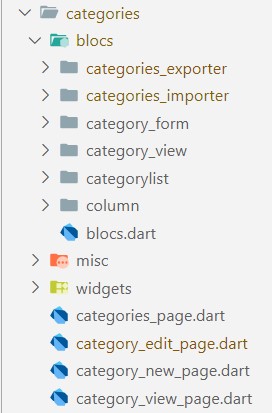 categories
blocs
categories_exporter
categories_importer
category_form
category_view
categorylist
column
blocs.dart
misc
widgets
categories_page.dart
category_edit_page.dart
category_new_page.dart
category_view_page.dart